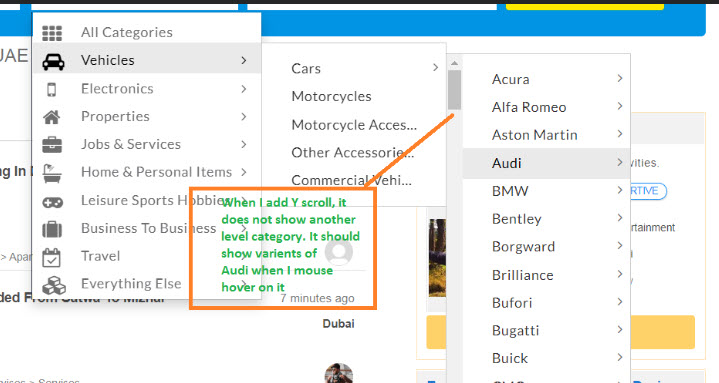 All Categories
UAE
Vehicles
Electronics
Properties
Jobs & Services
Home & Personal Items
Leisure Sports Hobbies
Business To Business
Travel
Everything Else
Cars
Motorcycles
Motorcycle Acces...
Other Accessorie...
Commercial Vehi...
Acura
Alfa Romeo
Aston Martin
Audi
BMW
Bentley
Borgward
Brilliance
Bufori
Bugatti
Buick
When I add Y scroll, it
does not show another
level category. It should
show varients of
Audi when I mouse
hover on it
ng In
> Apar
ded From Satwa To Mizhar
7 minutes ago
Dubai
vities.
RTIVE
tertainment
vices > Services